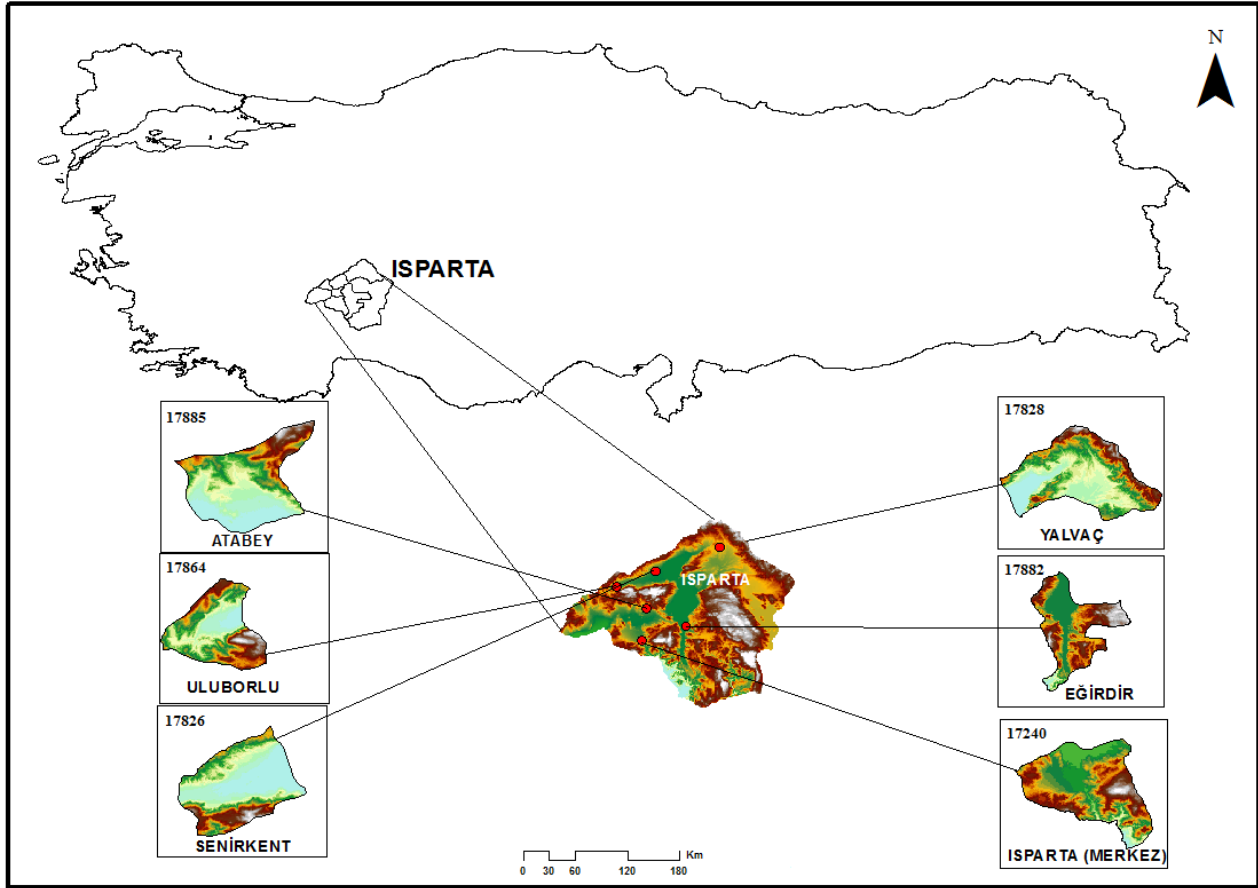 N
ISPARTA
17885
ATABEY
17828
YALVAÇ
ISPARTA
17864
ULUBORLU
17882
EĞİRDİR
17826
SENİRKENT
17240
ISPARTA (MERKEZ)
Km
0 30 60 120 180